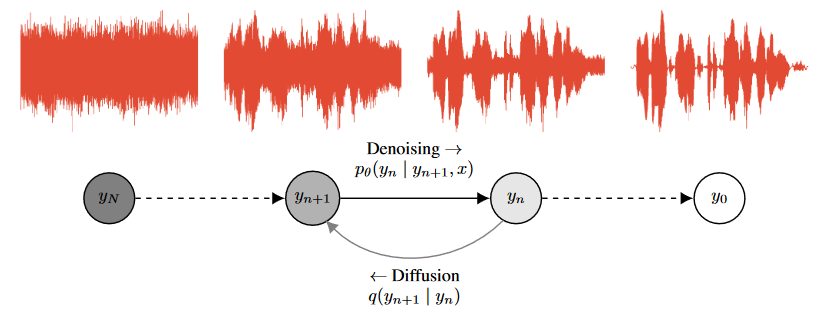 Denoising →
pθ(yn | yn+1, x)
yN
yn+1
yn
y0
← Diffusion
q(yn+1 | yn)